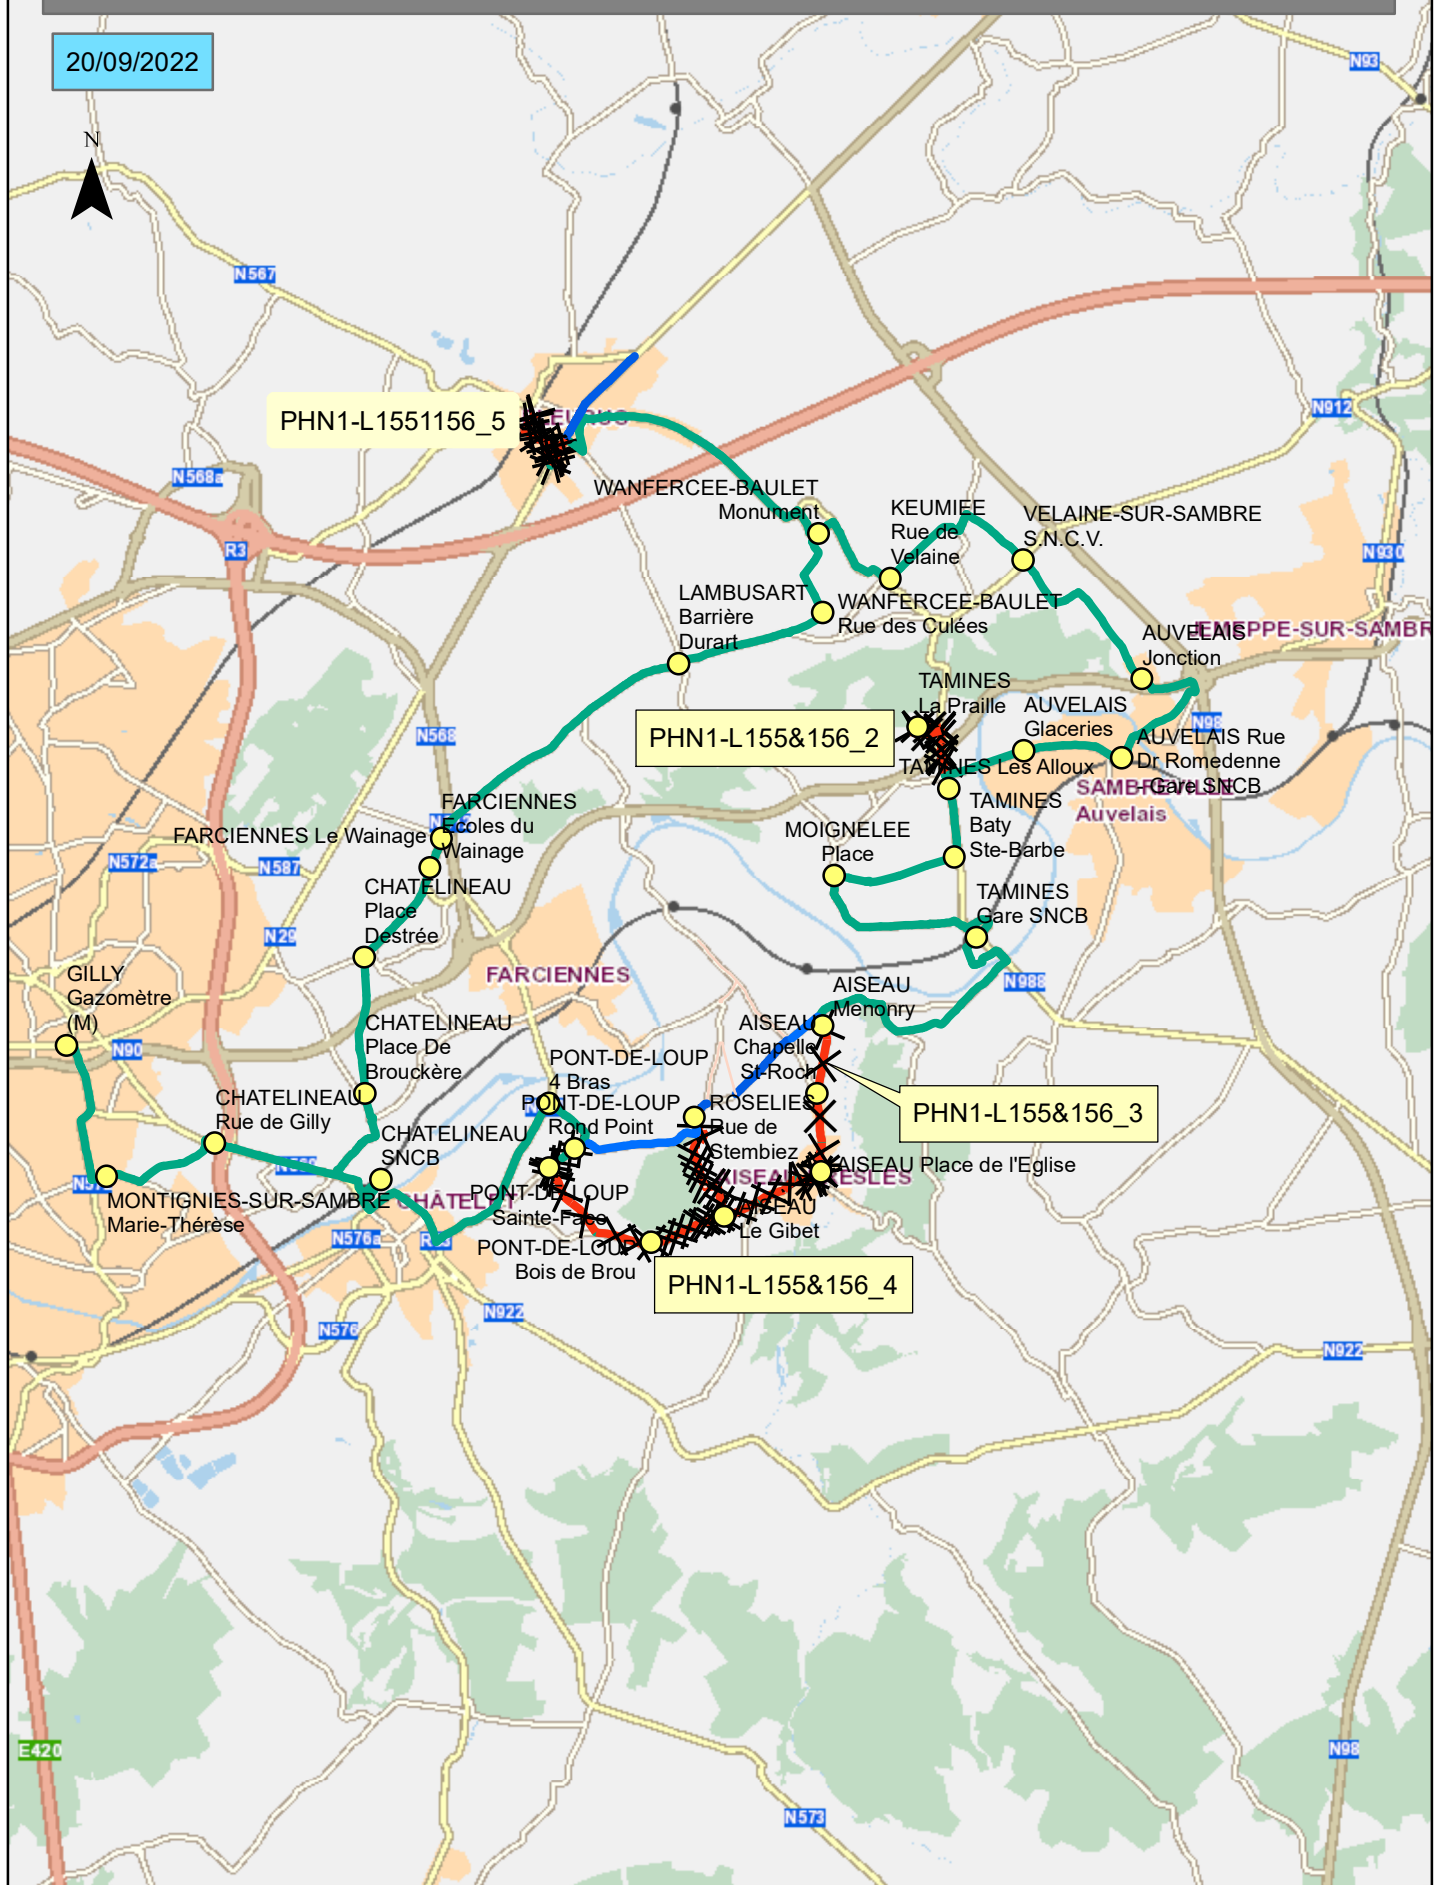 20/09/2022
N93
N
N567
N912
PHN1-L1551156_5
N568a
WANFERCEE-BAULET
Monument
KEUMIEE
Rue de
Velaine
VELAINE-SUR-SAMBRE
S.N.C.V.
R3
N930
LAMBUSART
Barrière
Durart
WANFERCEE-BAULET
Rue des Culées
JEMEPPE-SUR-SAMBR
AUVELAIS
Jonction
TAMINES
La Praille
AUVELAIS
Glaceries
N98
PHN1-L155&156_2
N568
AUVELAIS Rue
Dr Romedenne
- Gare SNCB
TAMINES Les Alloux
SAMBREVILLE
Auvelais
FARCIENNES
Ecoles du
Wainage
FARCIENNES Le Wainage
TAMINES
Baty
Ste-Barbe
MOIGNELEE
Place
N572a
N587
CHATELINEAU
Place
Destrée
TAMINES
Gare SNCB
N29
GILLY
Gazomètre
(M)
FARCIENNES
N988
AISEAU
Menonry
CHATELINEAU
Place De
Brouckère
AISEAU
Chapelle
St-Roch
N90
PONT-DE-LOUP
4 Bras
CHATELINEAU
Rue de Gilly
PONT-DE-LOUP
Rond Point
ROSELIES
Rue de
Stembiez
PHN1-L155&156_3
CHATELINEAU
SNCB
AISEAU Place de l'Eglise
MONTIGNIES-SUR-SAMBRE
Marie-Thérèse
CHÂTELET
PONT-DE-LOUP
Sainte-Face
AISEAU
Le Gibet
N576a
PONT-DE-LOUP
Bois de Brou
PHN1-L155&156_4
N922
N576
N922
E420
N98
N573